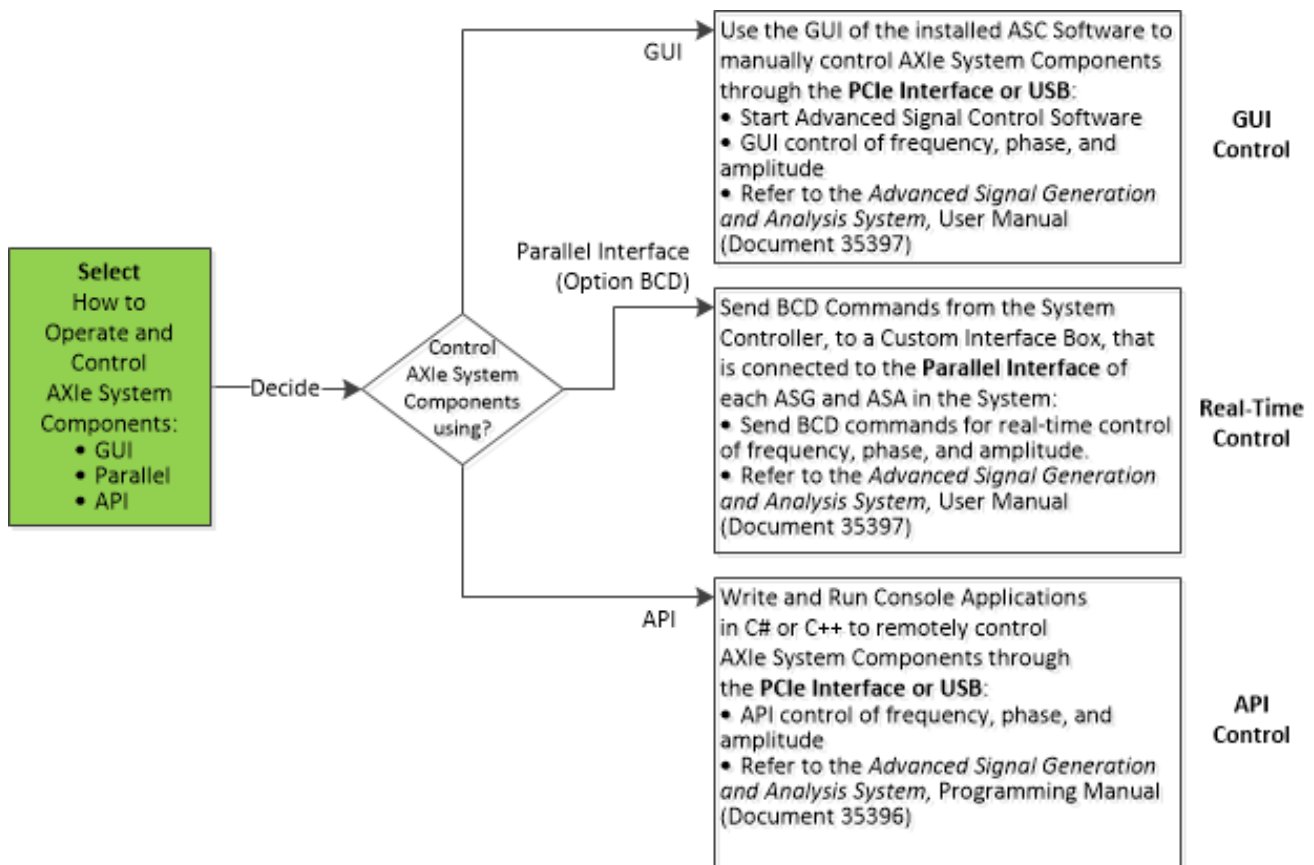 Select
How to
Operate and
Control
AXIe System
Components:
• GUI
• Parallel
• API
Decide
Control
AXIe System
Components
using?
GUI
Use the GUI of the installed ASC Software to
manually control AXIe System Components
through the PCIe Interface or USB:
• Start Advanced Signal Control Software
• GUI control of frequency, phase, and
amplitude
• Refer to the Advanced Signal Generation
and Analysis System, User Manual
(Document 35397)
GUI
Control
Parallel Interface
(Option BCD)
Send BCD Commands from the System
Controller, to a Custom Interface Box, that
is connected to the Parallel Interface of
each ASG and ASA in the System:
• Send BCD commands for real-time control
of frequency, phase, and amplitude.
• Refer to the Advanced Signal Generation
and Analysis System, User Manual
(Document 35397)
Real-Time
Control
API
Write and Run Console Applications
in C# or C++ to remotely control
AXIe System Components through
the PCIe Interface or USB:
• API control of frequency, phase, and
amplitude
• Refer to the Advanced Signal Generation
and Analysis System, Programming Manual
(Document 35396)
API
Control